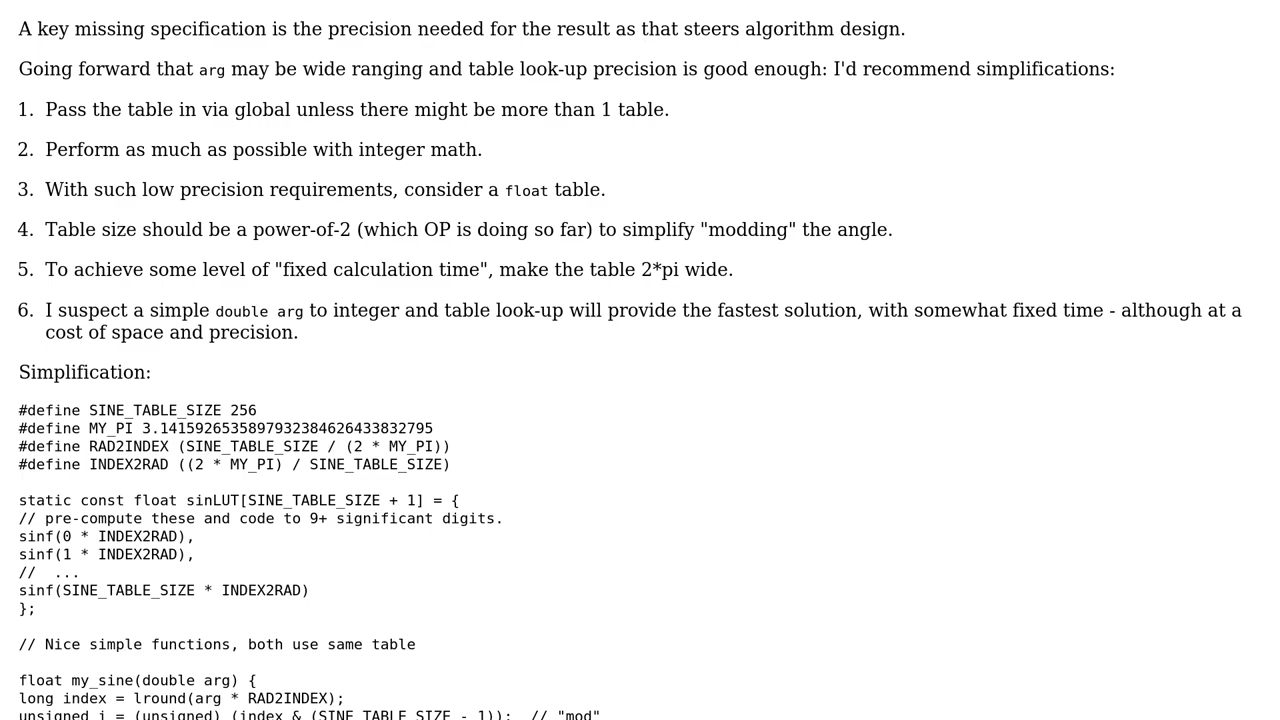 A key missing specification is the precision needed for the result as that steers algorithm design.
Going forward that arg may be wide ranging and table look-up precision is good enough: I'd recommend simplifications:
1. Pass the table in via global unless there might be more than 1 table.
2. Perform as much as possible with integer math.
3. With such low precision requirements, consider a float table.
4. Table size should be a power-of-2 (which OP is doing so far) to simplify "modding" the angle.
5. To achieve some level of "fixed calculation time", make the table 2*pi wide.
6. I suspect a simple double arg to integer and table look-up will provide the fastest solution, with somewhat fixed time - although at a
cost of space and precision.
Simplification:
#define SINE_TABLE_SIZE 256
#define MY_PI 3.1415926535897932384626433832795
#define RAD2INDEX (SINE_TABLE_SIZE / (2 * MY_PI))
#define INDEX2RAD ((2 * MY_PI) / SINE_TABLE_SIZE)
static const float sinLUT[SINE_TABLE_SIZE + 1] = {
// pre-compute these and code to 9+ significant digits.
sinf(0 * INDEX2RAD),
sinf(1 * INDEX2RAD),
//  ...
sinf(SINE_TABLE_SIZE * INDEX2RAD)
};
// Nice simple functions, both use same table
float my_sine(double arg) {
long index = lround(arg * RAD2INDEX);
unsigned i = (unsigned) (index & (SINE_TABLE_SIZE - 1));  // "mod"